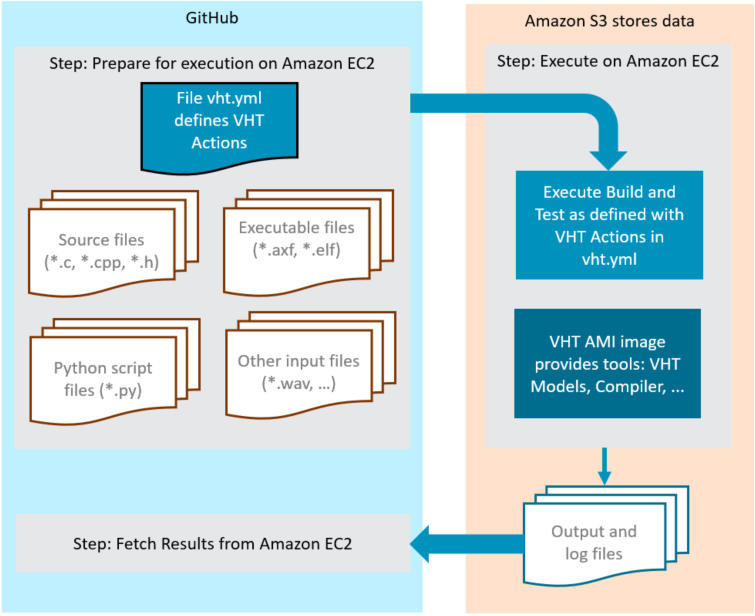 GitHub
Step: Prepare for execution on Amazon EC2
File vht.yml
defines VHT
Actions
Source files
(*.c, *.cpp, *.h)
Executable files
(*.axf, *.elf)
Python script
files (*.py)
Other input files
(*.wav, ...)
Step: Fetch Results from Amazon EC2
Amazon S3 stores data
Step: Execute on Amazon EC2
Execute Build and
Test as defined with
VHT Actions in
vht.yml
VHT AMI image
provides tools: VHT
Models, Compiler, ...
Output and
log files